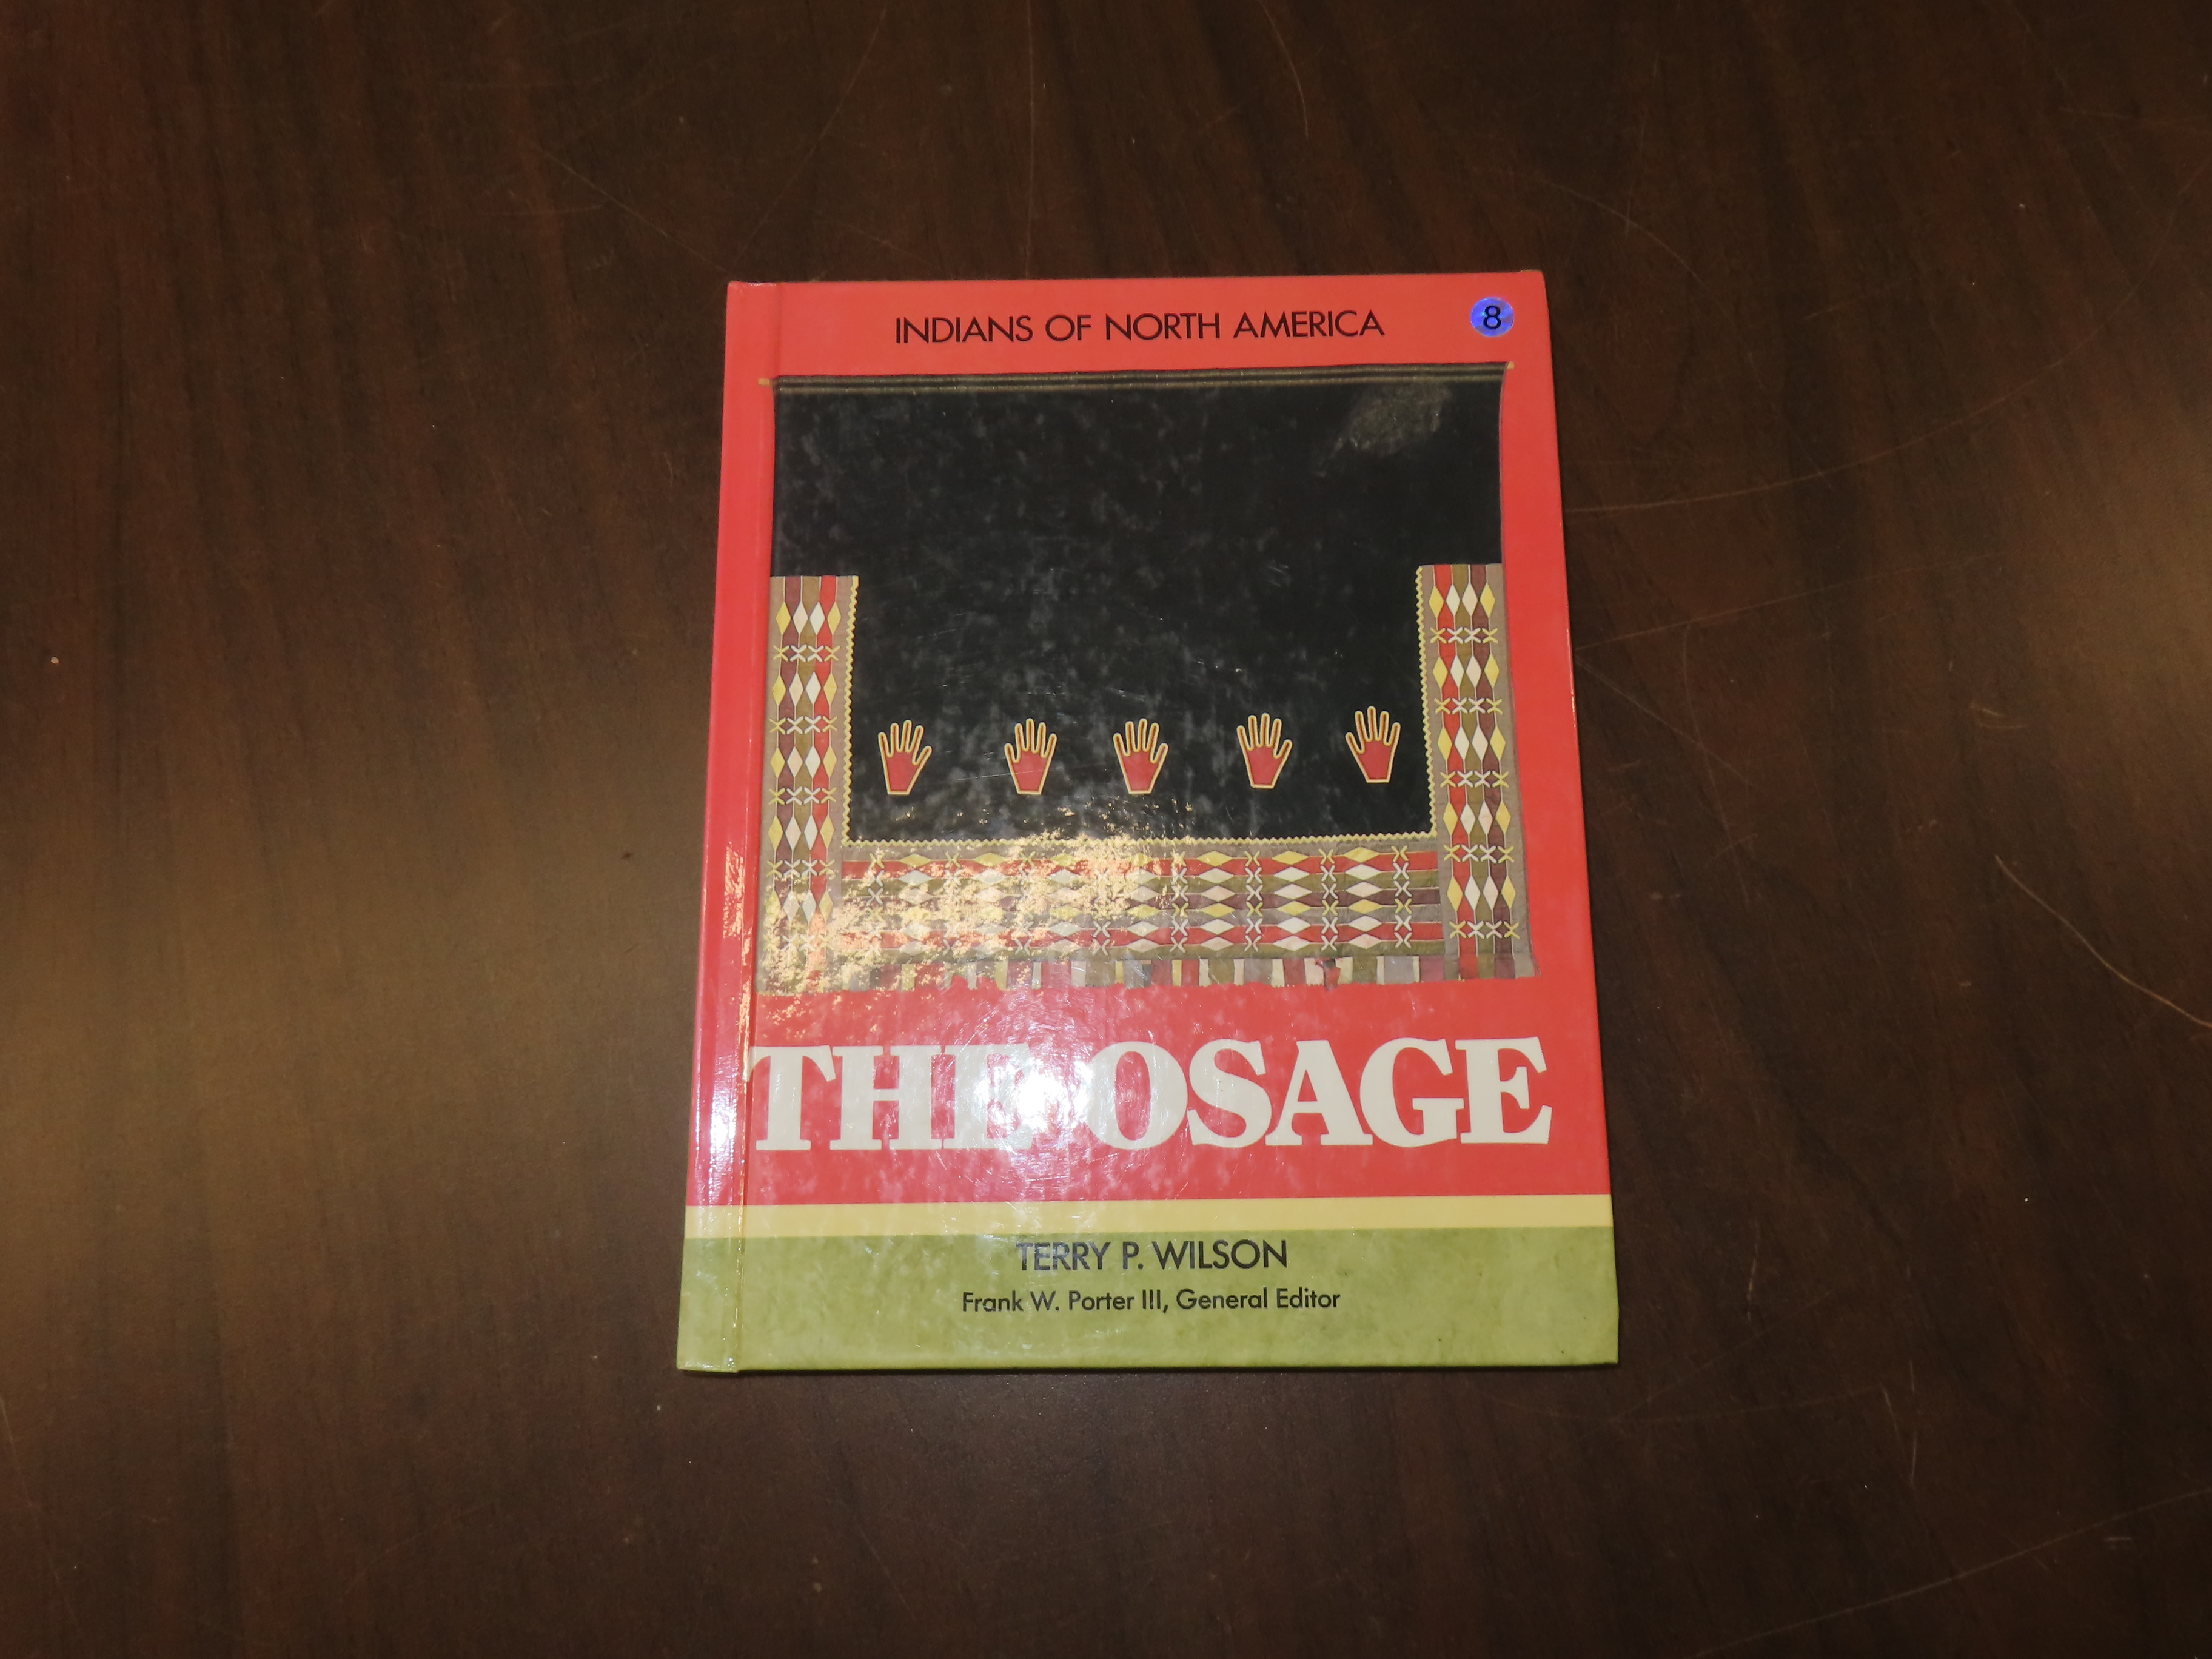 INDIANS OF NORTH AMERICA
8
THE OSAGE
TERRY P. WILSON
Frank W. Porter III, General Editor